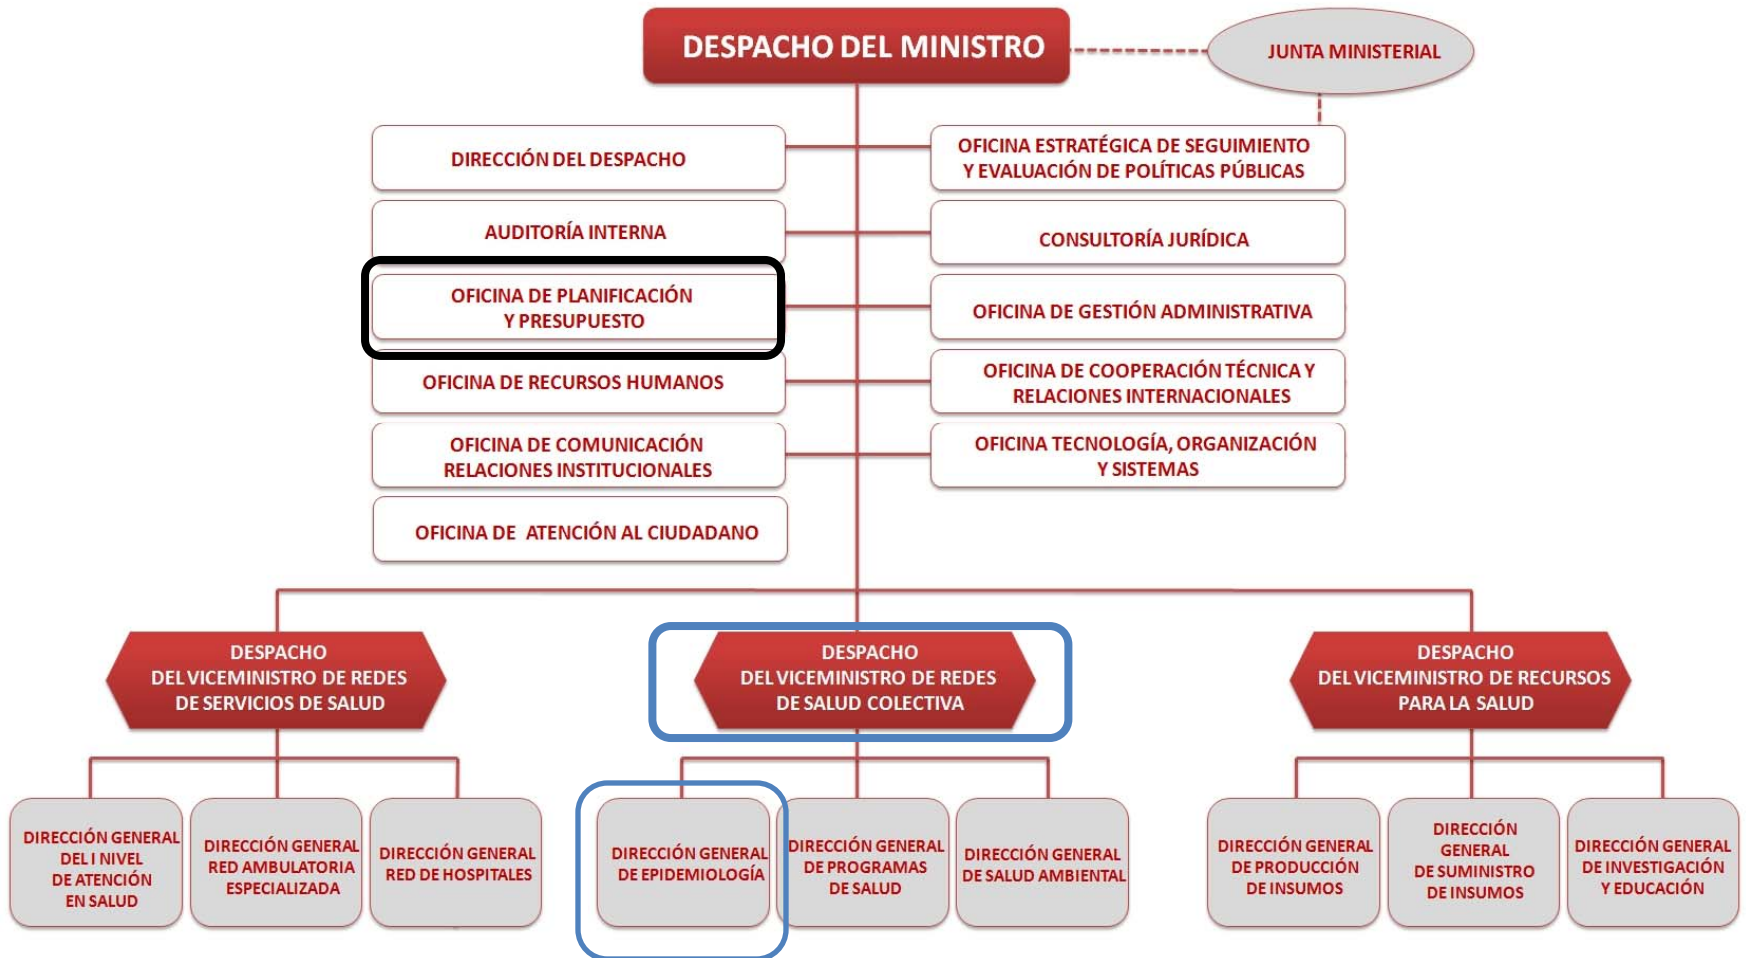 DESPACHO DEL MINISTRO
JUNTA MINISTERIAL
DIRECCIÓN DEL DESPACHO
OFICINA ESTRATÉGICA DE SEGUIMIENTO
Y EVALUACIÓN DE POLÍTICAS PÚBLICAS
AUDITORÍA INTERNA
CONSULTORÍA JURÍDICA
OFICINA DE PLANIFICACIÓN
Y PRESUPUESTO
OFICINA DE GESTIÓN ADMINISTRATIVA
OFICINA DE RECURSOS HUMANOS
OFICINA DE COOPERACIÓN TÉCNICA Y
RELACIONES INTERNACIONALES
OFICINA DE COMUNICACIÓN
RELACIONES INSTITUCIONALES
OFICINA TECNOLOGÍA, ORGANIZACIÓN
Y SISTEMAS
OFICINA DE ATENCIÓN AL CIUDADANO
DESPACHO
DEL VICEMINISTRO DE REDES
DE SERVICIOS DE SALUD
DESPACHO
DEL VICEMINISTRO DE REDES
DE SALUD COLECTIVA
DESPACHO
DEL VICEMINISTRO DE RECURSOS
PARA LA SALUD
DIRECCIÓN GENERAL
DEL I NIVEL
DE ATENCIÓN
EN SALUD
DIRECCIÓN GENERAL
RED AMBULATORIA
ESPECIALIZADA
DIRECCIÓN GENERAL
RED DE HOSPITALES
DIRECCIÓN GENERAL
DE EPIDEMIOLOGÍA
DIRECCIÓN GENERAL
DE PROGRAMAS
DE SALUD
DIRECCIÓN GENERAL
DE SALUD AMBIENTAL
DIRECCIÓN GENERAL
DE PRODUCCIÓN
DE INSUMOS
DIRECCIÓN
GENERAL
DE SUMINISTRO
DE INSUMOS
DIRECCIÓN GENERAL
DE INVESTIGACIÓN
Y EDUCACIÓN